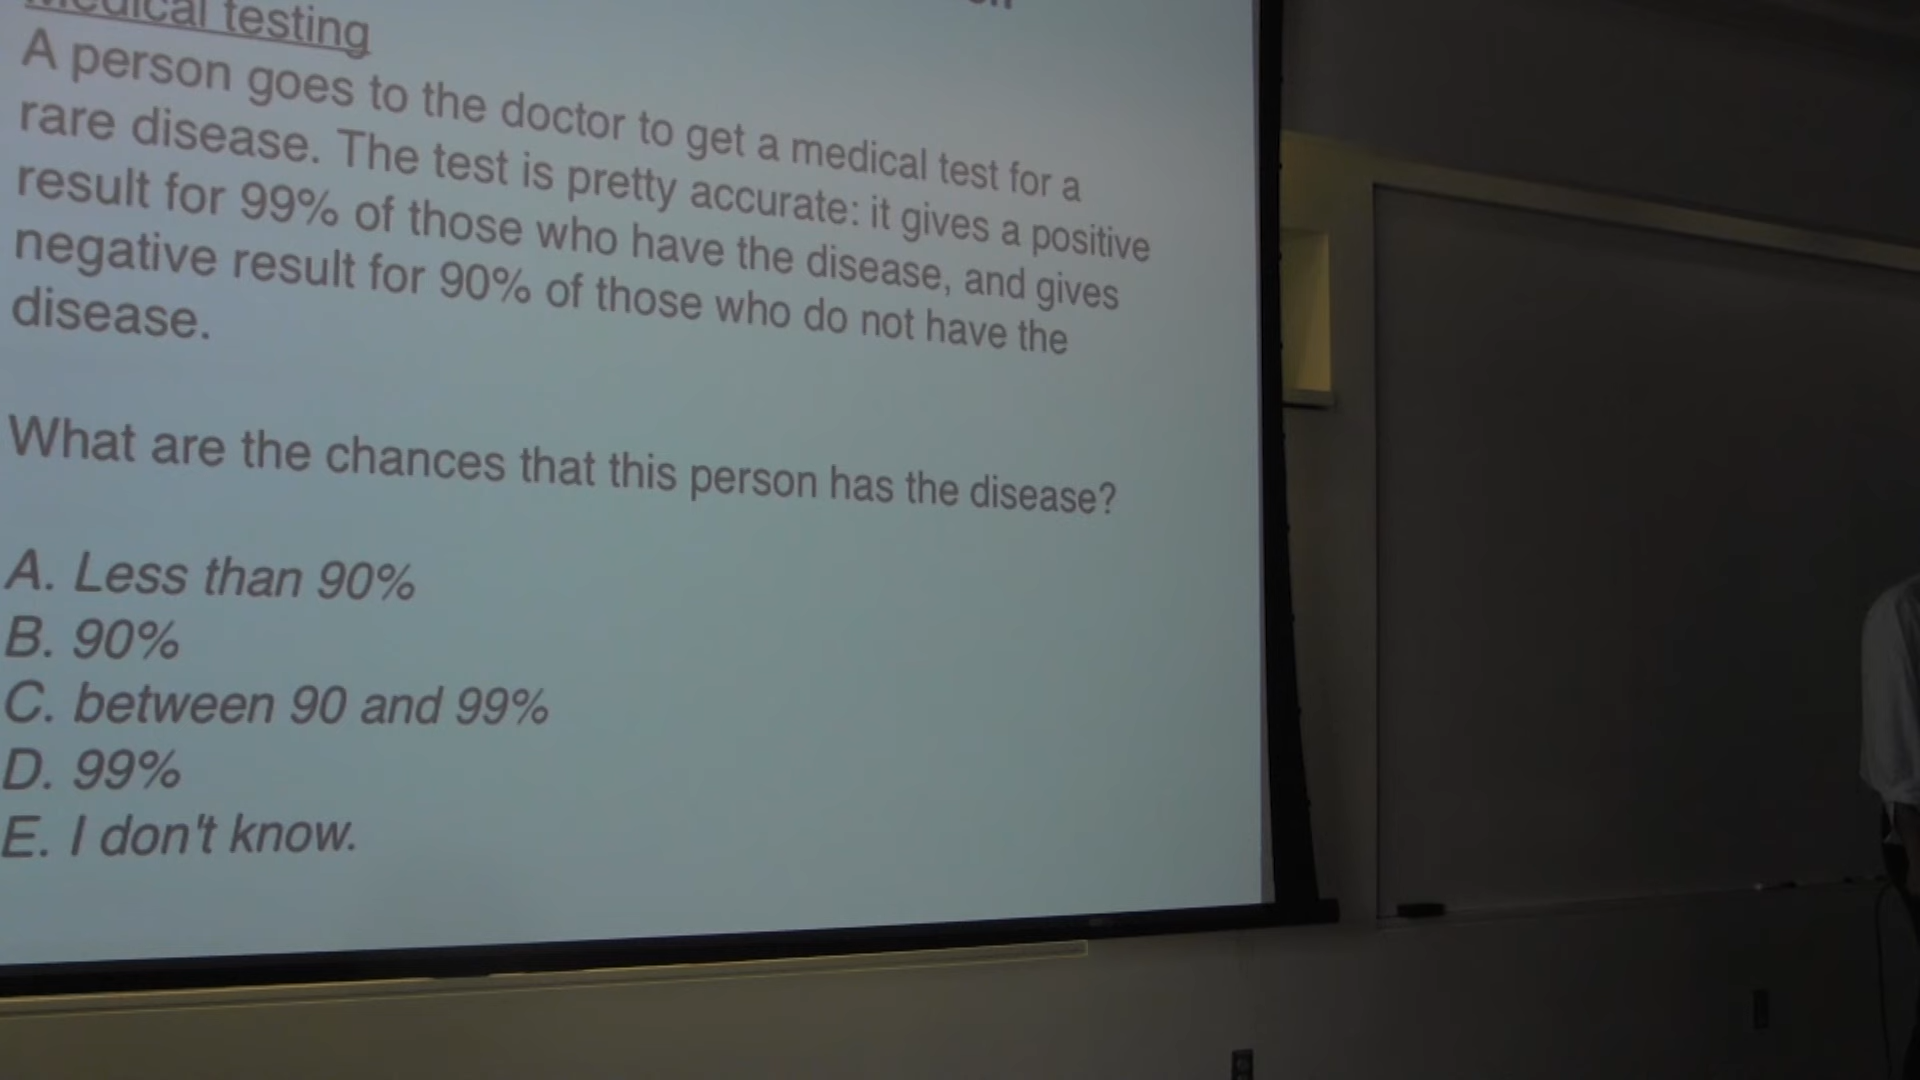 Medical testing
A person goes to the doctor to get a medical test for a
rare disease. The test is pretty accurate: it gives a positive
result for 99% of those who have the disease, and gives
negative result for 90% of those who do not have the
disease.
What are the chances that this person has the disease?
A. Less than 90%
B. 90%
C. between 90 and 99%
D. 99%
E. I don't know.